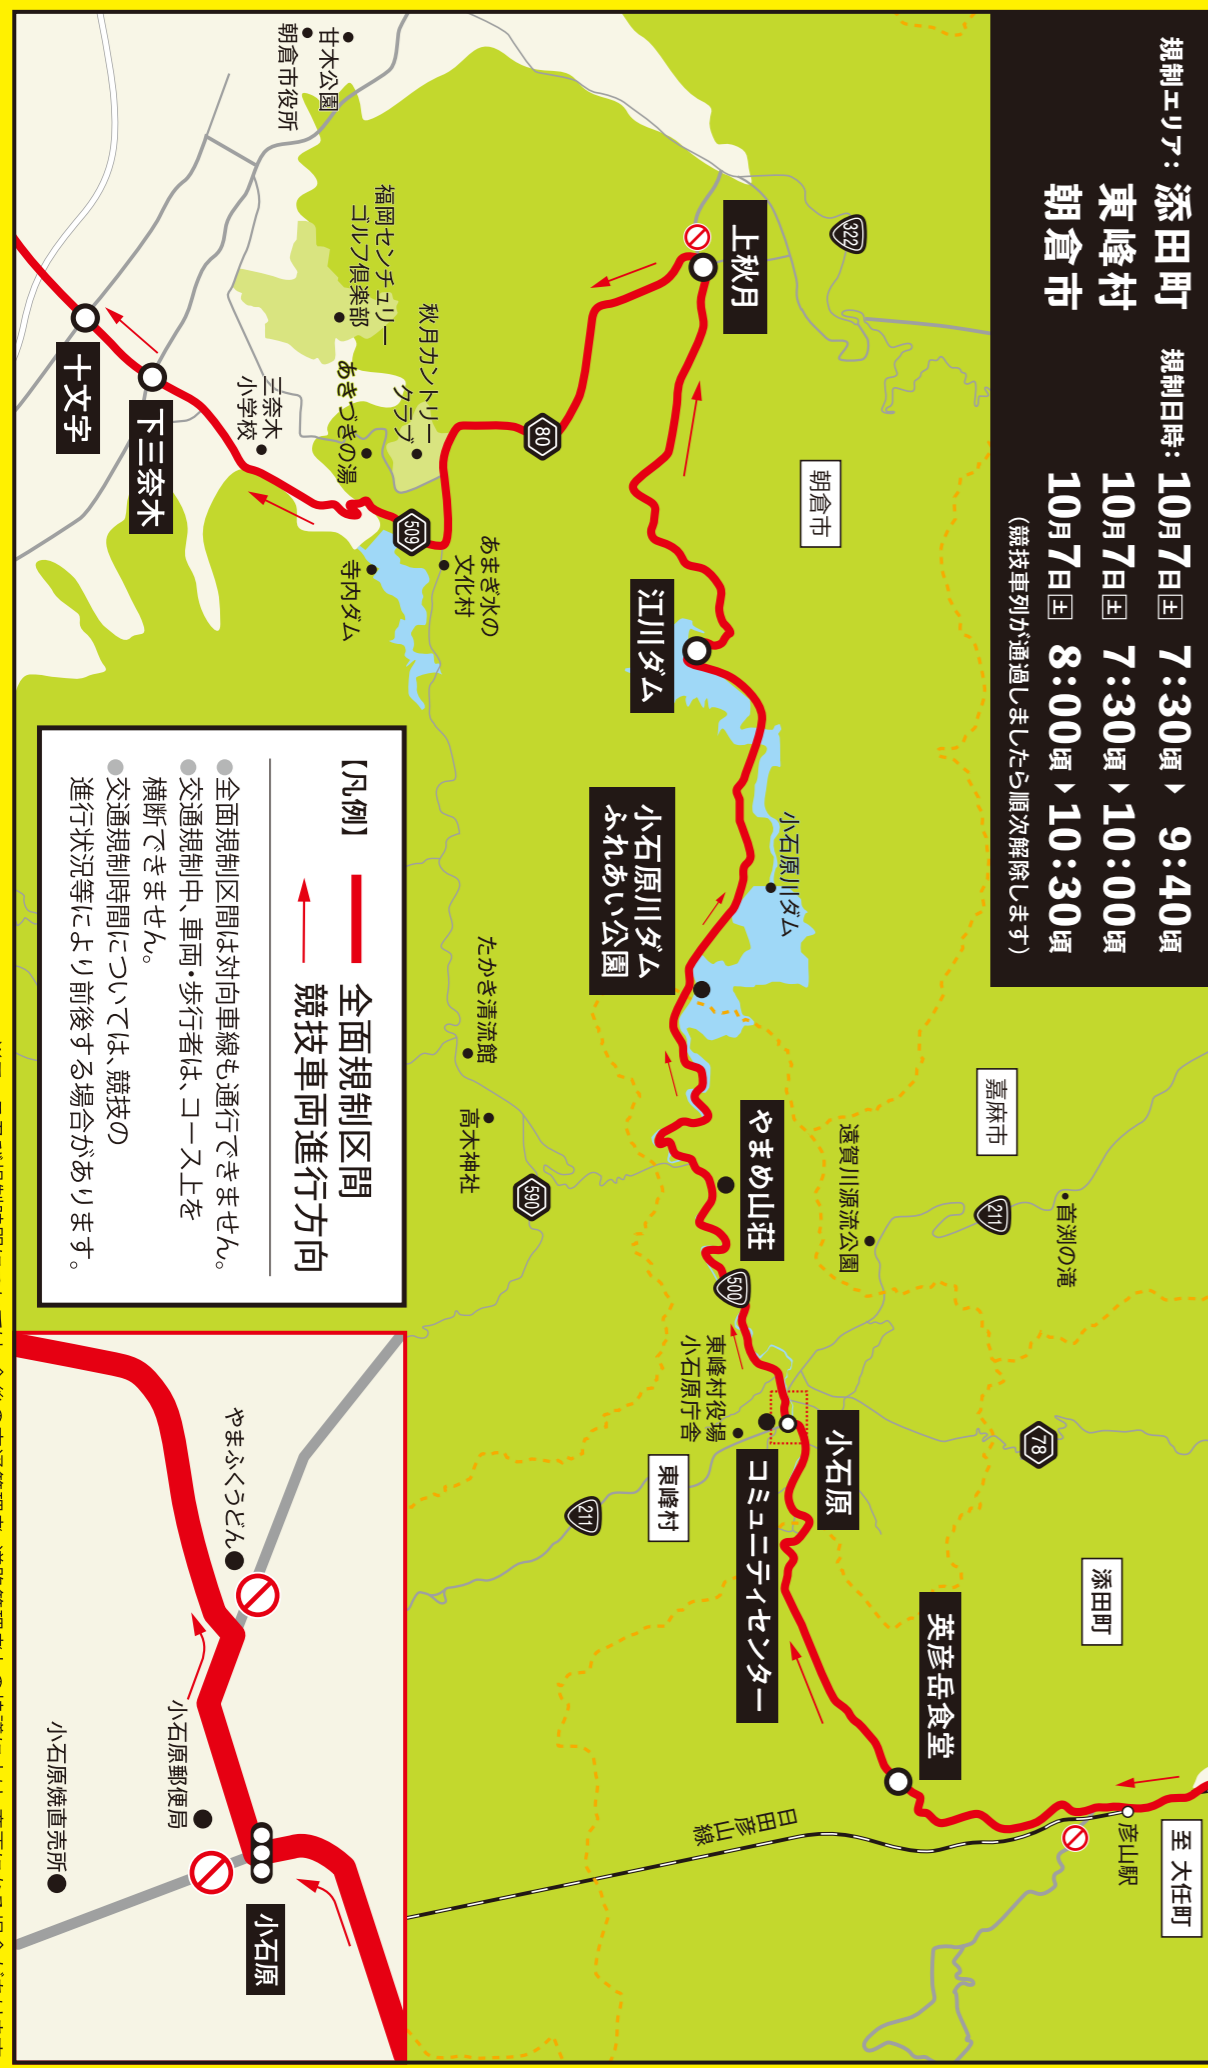 規制エリア：添田町　規制日時：10月7日土　7:30頃▶9:40頃
東峰村　10月7日土　7:30頃▶10:00頃
朝倉市　10月7日土　8:00頃▶10:30頃
（競技車列が通過しましたら順次解除します）
甘木公園
朝倉市役所
322
上秋月
福岡センチュリー
ゴルフ倶楽部
秋月カントリー
クラブ
あきづきの湯
三奈木
小学校
十文字
下三奈木
80
509
朝倉市
あまぎ水の
文化村
寺内ダム
江川ダム
小石原川ダム
小石原川ダム
ふれあい公園
たかき清流館
高木神社
590
嘉麻市
211
首渕の滝
遠賀川源流公園
やまめ山荘
500
東峰村役場
小石原庁舎
小石原
78
コミュニティセンター
東峰村
211
添田町
英彦岳食堂
日田彦山線
彦山駅
至 大任町
【凡例】
全面規制区間
競技車両進行方向
●全面規制区間は対向車線も通行できません。
●交通規制中、車両・歩行者は、コース上を
横断できません。
●交通規制時間については、競技の
進行状況等により前後する場合があります。
やまふくうどん
小石原郵便局
小石原焼直売所
小石原